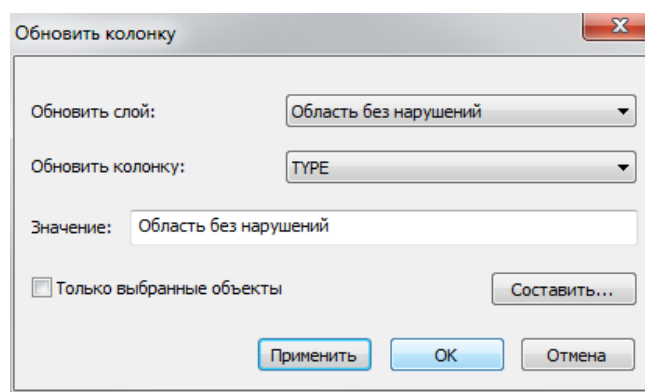 Обновить колонку
Обновить слой: Область без нарушений
Обновить колонку: TYPE
Значение: Область без нарушений
Только выбранные объекты Составить...
Применить OK Отмена